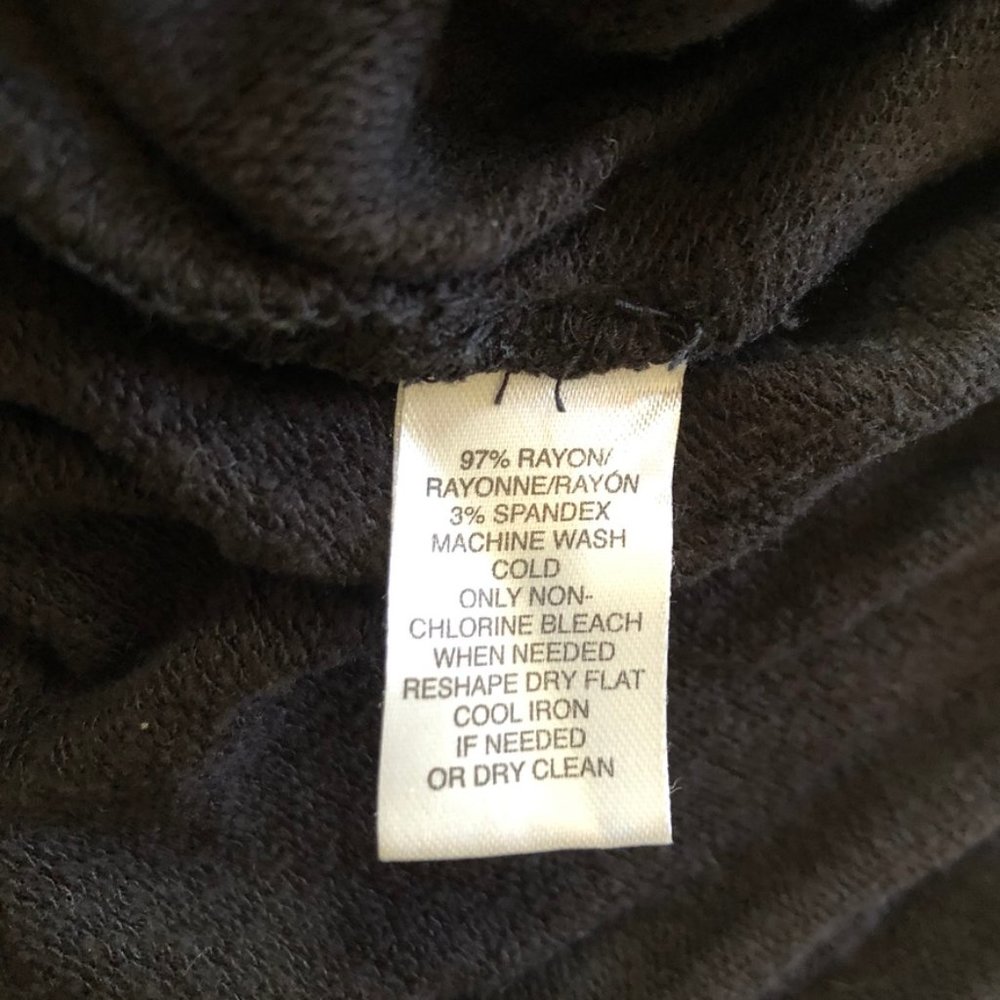 97% RAYON/
RAYONNE/RAYÓN
3% SPANDEX
MACHINE WASH
COLD
ONLY NON-
CHLORINE BLEACH
WHEN NEEDED
RESHAPE DRY FLAT
COOL IRON
IF NEEDED
OR DRY CLEAN